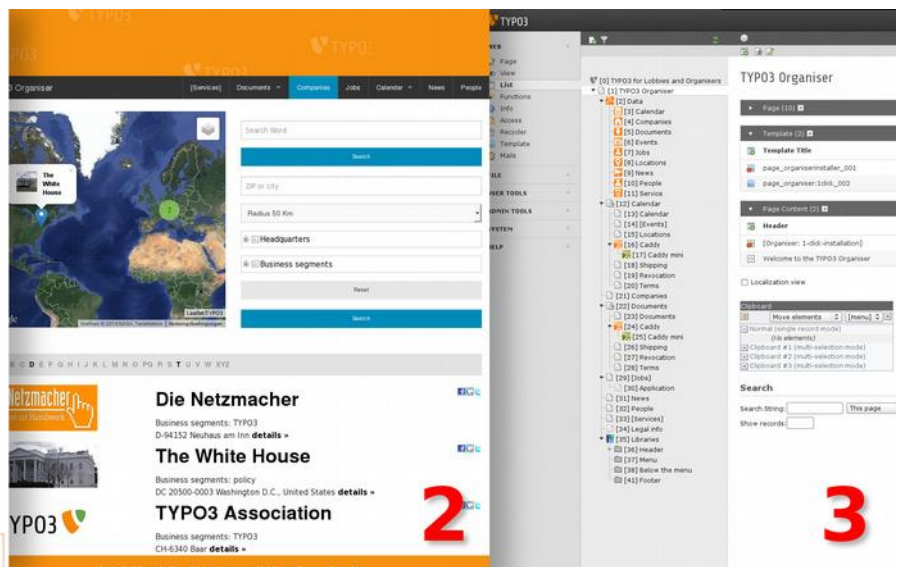 TYPO3
TYPO3
TYPO3
3 Organiser
[Services]
Documents
Companies
Jobs
Calendar
News
People
The White House
Search Word
Search
ZIP or city
Radius 50 Km
Headquarters
Business segments
Reset
Search
Leaflet TYPO3
B C D E F G H I J K L M N O PQ R S T U V W XYZ
Netzmacher
Die Netzmacher
Business segments: TYPO3
D-94152 Neuhaus am Inn details »
The White House
Business segments: policy
DC 20500-0003 Washington D.C., United States details »
TYPO3
TYPO3 Association
Business segments: TYPO3
CH-6340 Baar details »
2
TYPO3
WEB
Page
View
List
Functions
Info
Access
Recycler
Template
Mails
FILE
USER TOOLS
ADMIN TOOLS
SYSTEM
HELP
[0] TYPO3 for Lobbies and Organisers
[1] TYPO3 Organiser
[2] Data
[3] Calendar
[4] Companies
[5] Documents
[6] Events
[7] Jobs
[8] Locations
[9] News
[10] People
[11] Service
[12] Calendar
[13] Calendar
[14] [Events]
[15] Locations
[16] Caddy
[17] Caddy mini
[18] Shipping
[19] Revocation
[20] Terms
[21] Companies
[22] Documents
[23] Documents
[24] Caddy
[25] Caddy mini
[26] Shipping
[27] Revocation
[28] Terms
[29] [Jobs]
[30] Application
[31] News
[32] People
[33] [Services]
[34] Legal info
[35] Libraries
[36] Header
[37] Menu
[38] Below the menu
[41] Footer
TYPO3 Organiser
Page (10)
Template (2)
Template Title
page_organiserinstaller_001
page_organiser:1click_002
Page Content (2)
Header
[Organiser: 1-click-installation]
Welcome to the TYPO3 Organiser
Localization view
Clipboard
Move elements
[menu]
Normal (single record mode)
(No elements)
Clipboard #1 (multi-selection mode)
Clipboard #2 (multi-selection mode)
Clipboard #3 (multi-selection mode)
Search
Search String:
This page
Show records:
3